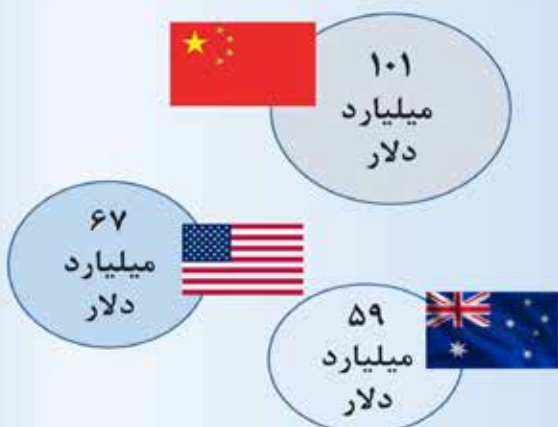 ۱۰۱
میلیارد
دلار
۶۷
میلیارد
دلار
۵۹
میلیارد
دلار